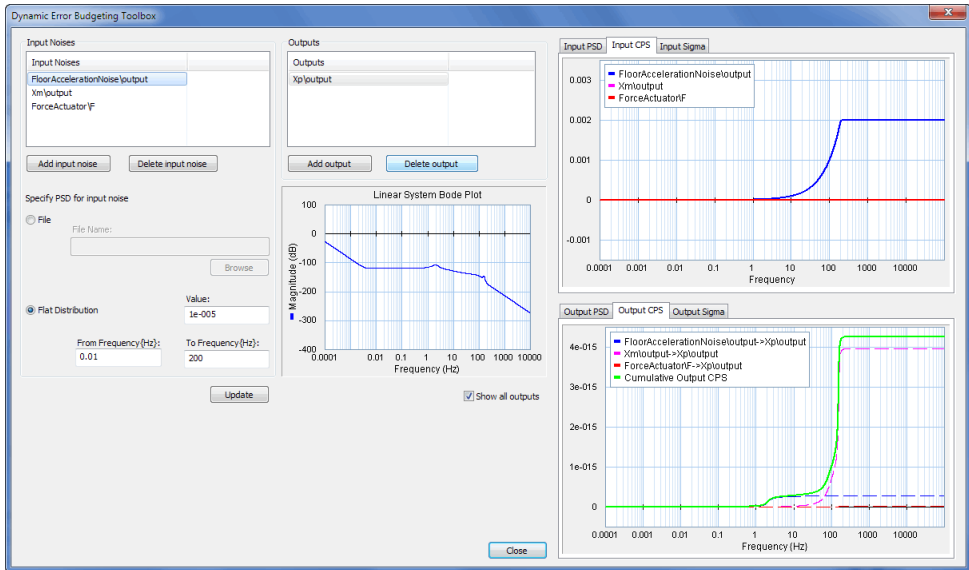 Dynamic Error Budgeting Toolbox
Input Noises
Input Noises
FloorAccelerationNoise\output
Xm\output
ForceActuator\F
Add input noise
Delete input noise
Specify PSD for input noise
File
File Name:
Browse
Flat Distribution
Value:
1e-005
From Frequency{Hz}:
To Frequency{Hz}:
0.01
200
Update
Outputs
Outputs
Xp\output
Add output
Delete output
Linear System Bode Plot
100
0
-100
-200
-300
-400
Magnitude (dB)
0.0001 0.01 0.1 1 10 100 1000 10000
Frequency (Hz)
Show all outputs
Close
Input PSD Input CPS Input Sigma
FloorAccelerationNoise\output
Xm\output
ForceActuator\F
0.003
0.002
0.001
0
-0.001
0.0001 0.001 0.01 0.1 1 10 100 1000 10000
Frequency
Output PSD Output CPS Output Sigma
FloorAccelerationNoise\output->Xp\output
Xm\output->Xp\output
ForceActuator\F->Xp\output
Cumulative Output CPS
4e-015
3e-015
2e-015
1e-015
0
0.0001 0.001 0.01 0.1 1 10 100 1000 10000
Frequency (Hz)